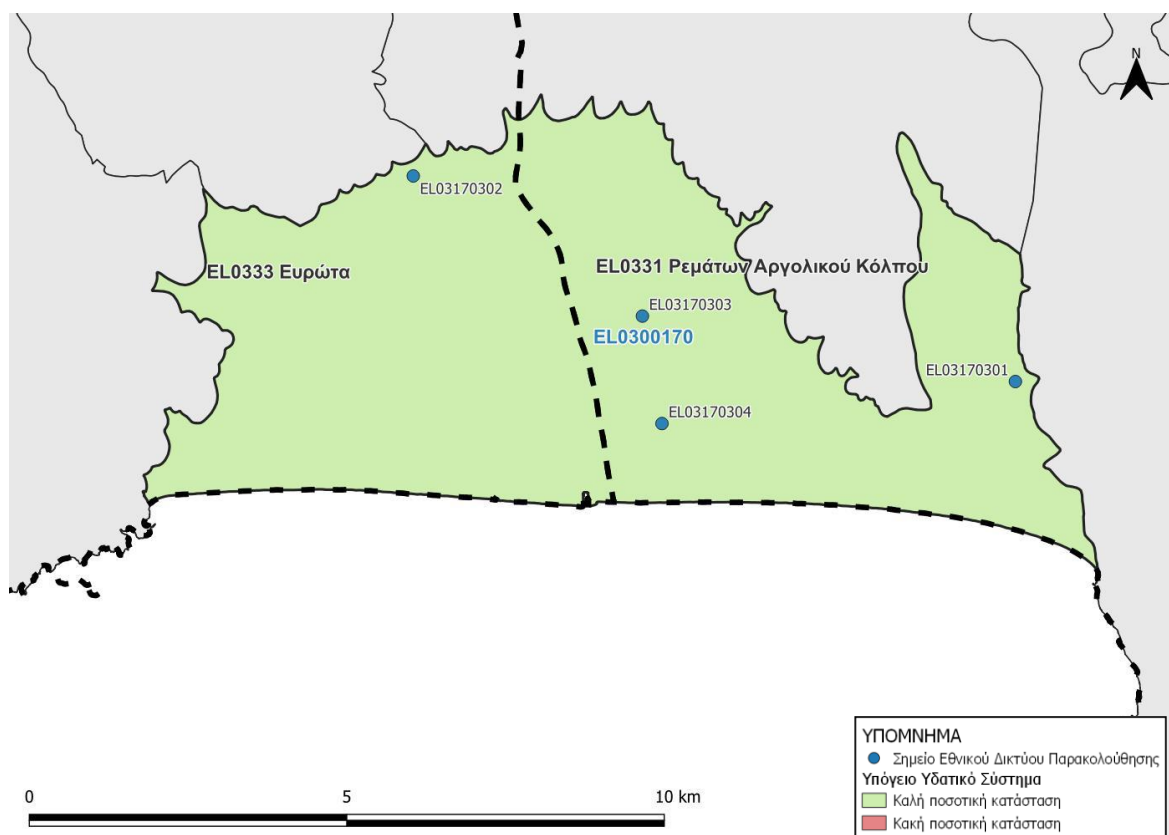 N
EL03170302
EL0333 Ευρώτα
EL0331 Ρεμάτων Αργολικού Κόλπου
EL03170303
EL0300170
EL03170301
EL03170304
ΥΠΟΜΝΗΜΑ
Σημείο Εθνικού Δικτύου Παρακολούθησης
Υπόγειο Υδατικό Σύστημα
Καλή ποσοτική κατάσταση
Κακή ποσοτική κατάσταση
0 5 10 km